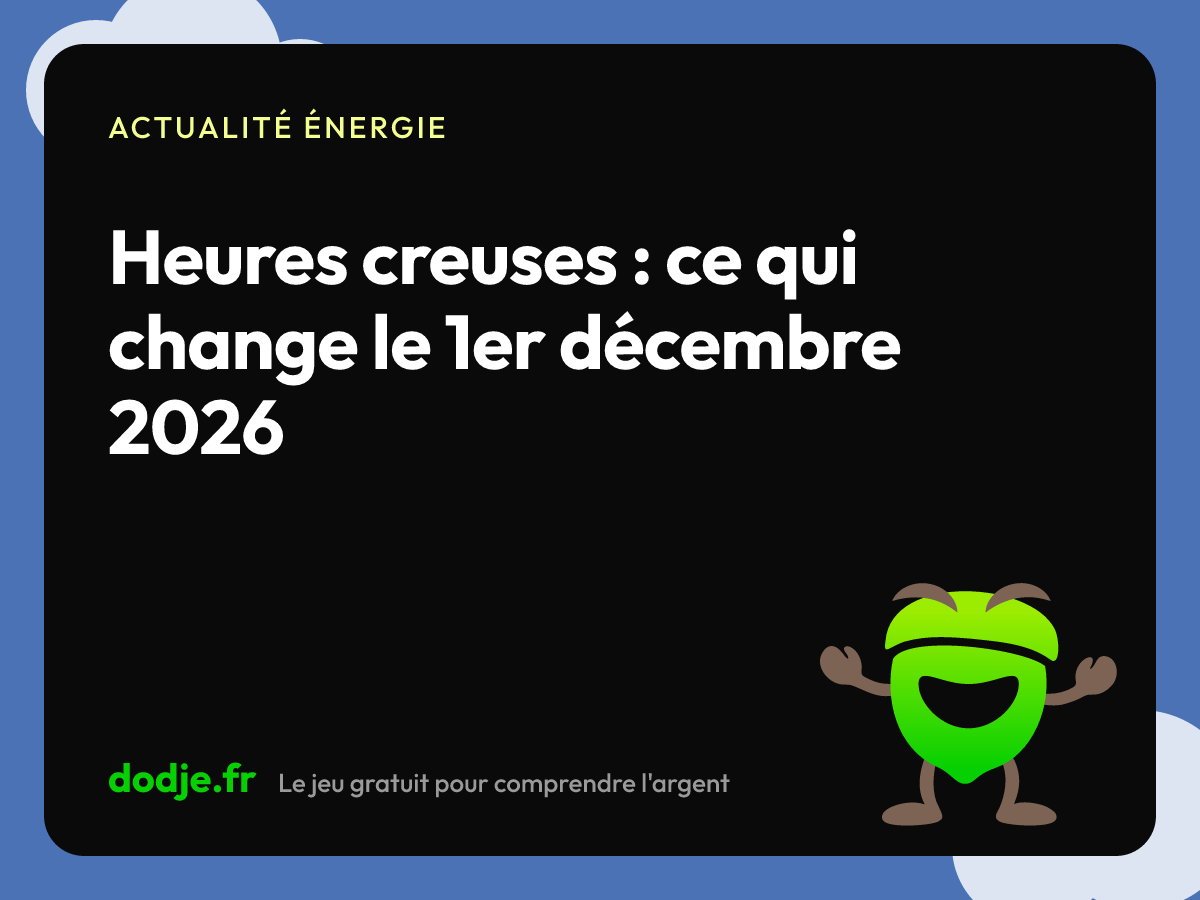 ACTUALITÉ ÉNERGIE
Heures creuses : ce qui
change le 1er décembre
2026
dodje.fr Le jeu gratuit pour comprendre l'argent